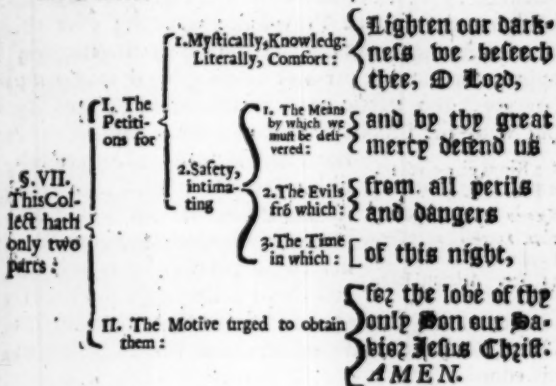 §. VII.
This Col-
lect hath
only two
parts :
I. The
Petiti-
ons for
1. Myſtically, Knowledg:
Literally, Comfort :
Lighten our dark-
neſs we beſeech
thee, O Lord,
2. Safety,
intima-
ting
1. The Means
by which we
muſt be deli-
vered :
and by thy great
mercy defend us
2. The Evils
frō which :
from all perils
and dangers
3. The Time
in which :
[ of this night,
II. The Motive urged to obtain
them :
for the love of thy
only Son our Sa-
vior Jeſus Chriſt.
AMEN.